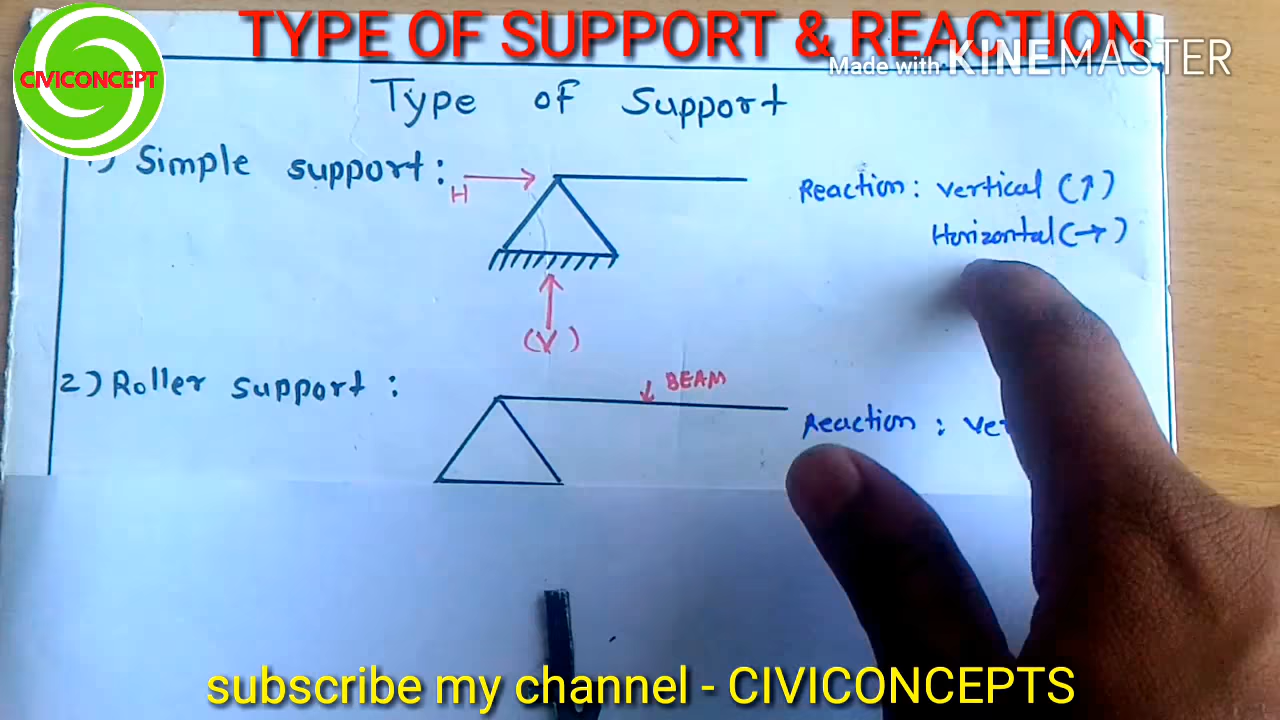 TYPE OF SUPPORT & REACTION
Made with KINEMASTER
CIVICONCEPT
Type of Support
1) Simple support:
H
Reaction: vertical (↑)
Horizontal (→)
(V)
2) Roller support:
↓ BEAM
Reaction:
subscribe my channel - CIVICONCEPTS